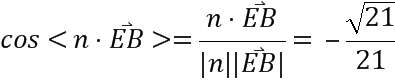 cos < n · \vec{EB} > = \frac{n · \vec{EB}}{|n||\vec{EB}|} = -\frac{\sqrt{21}}{21}